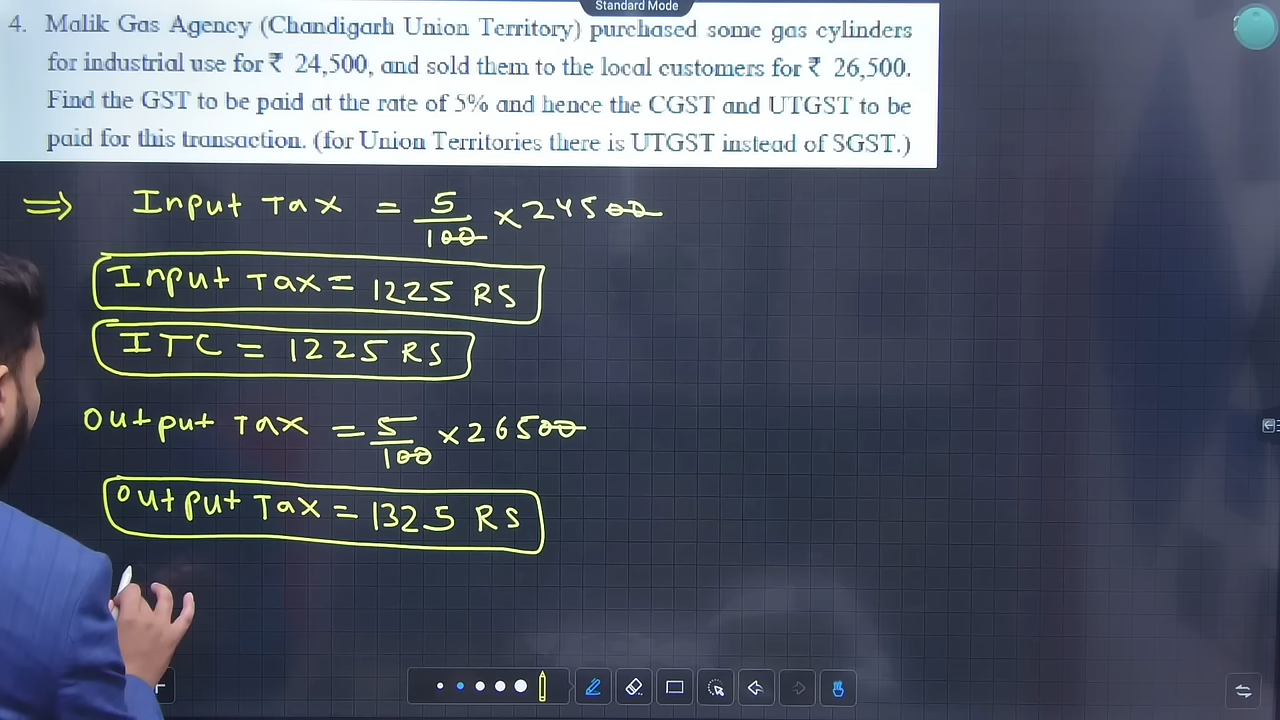 Standard Mode
4. Malik Gas Agency (Chandigarh Union Territory) purchased some gas cylinders
for industrial use for ₹ 24,500, and sold them to the local customers for ₹ 26,500.
Find the GST to be paid at the rate of 5% and hence the CGST and UTGST to be
paid for this transaction. (for Union Territories there is UTGST instead of SGST.)
⇒ Input Tax = 5/100 × 24500
Input Tax = 1225 RS
ITC = 1225 RS
Output Tax = 5/100 × 26500
Output Tax = 1325 RS